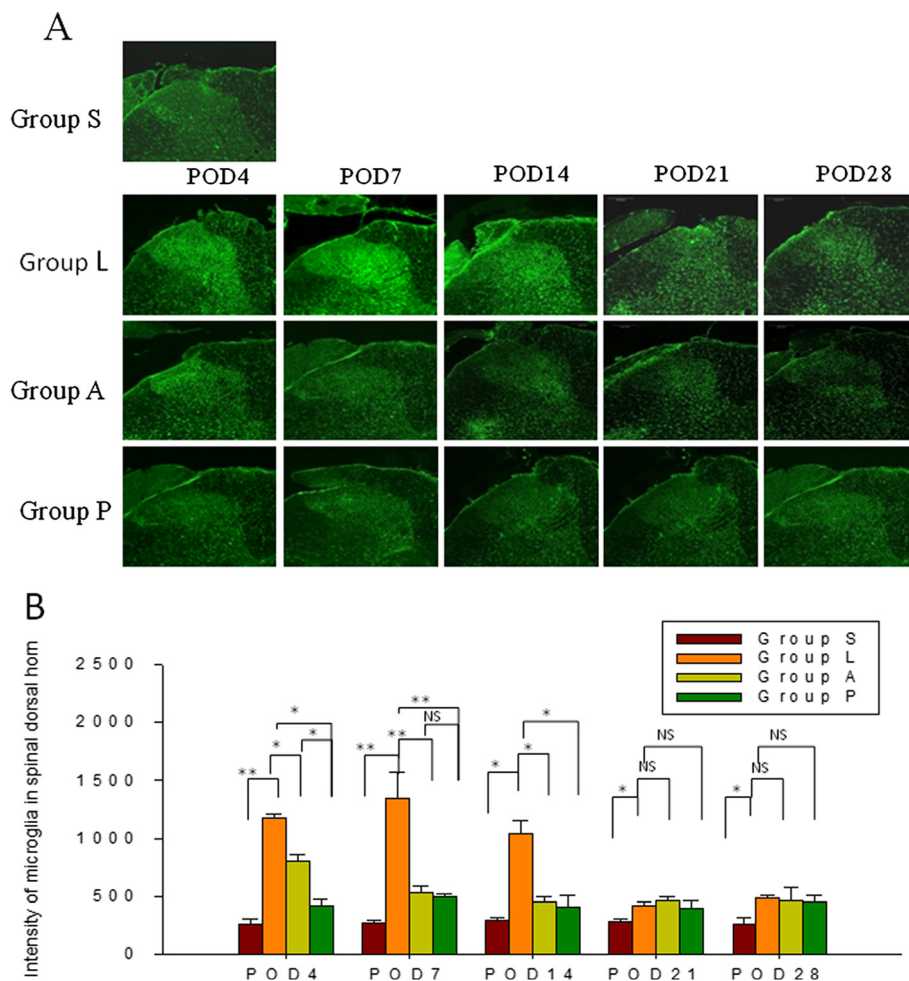 A
Group S
POD4 POD7 POD14 POD21 POD28
Group L
Group A
Group P
B
Intensity of microglia in spinal dorsal horn
Group S
Group L
Group A
Group P
2500
2000
1500
1000
500
0
** * * *
** ** ** NS
* * *
* NS NS
* NS NS
POD4 POD7 POD14 POD21 POD28